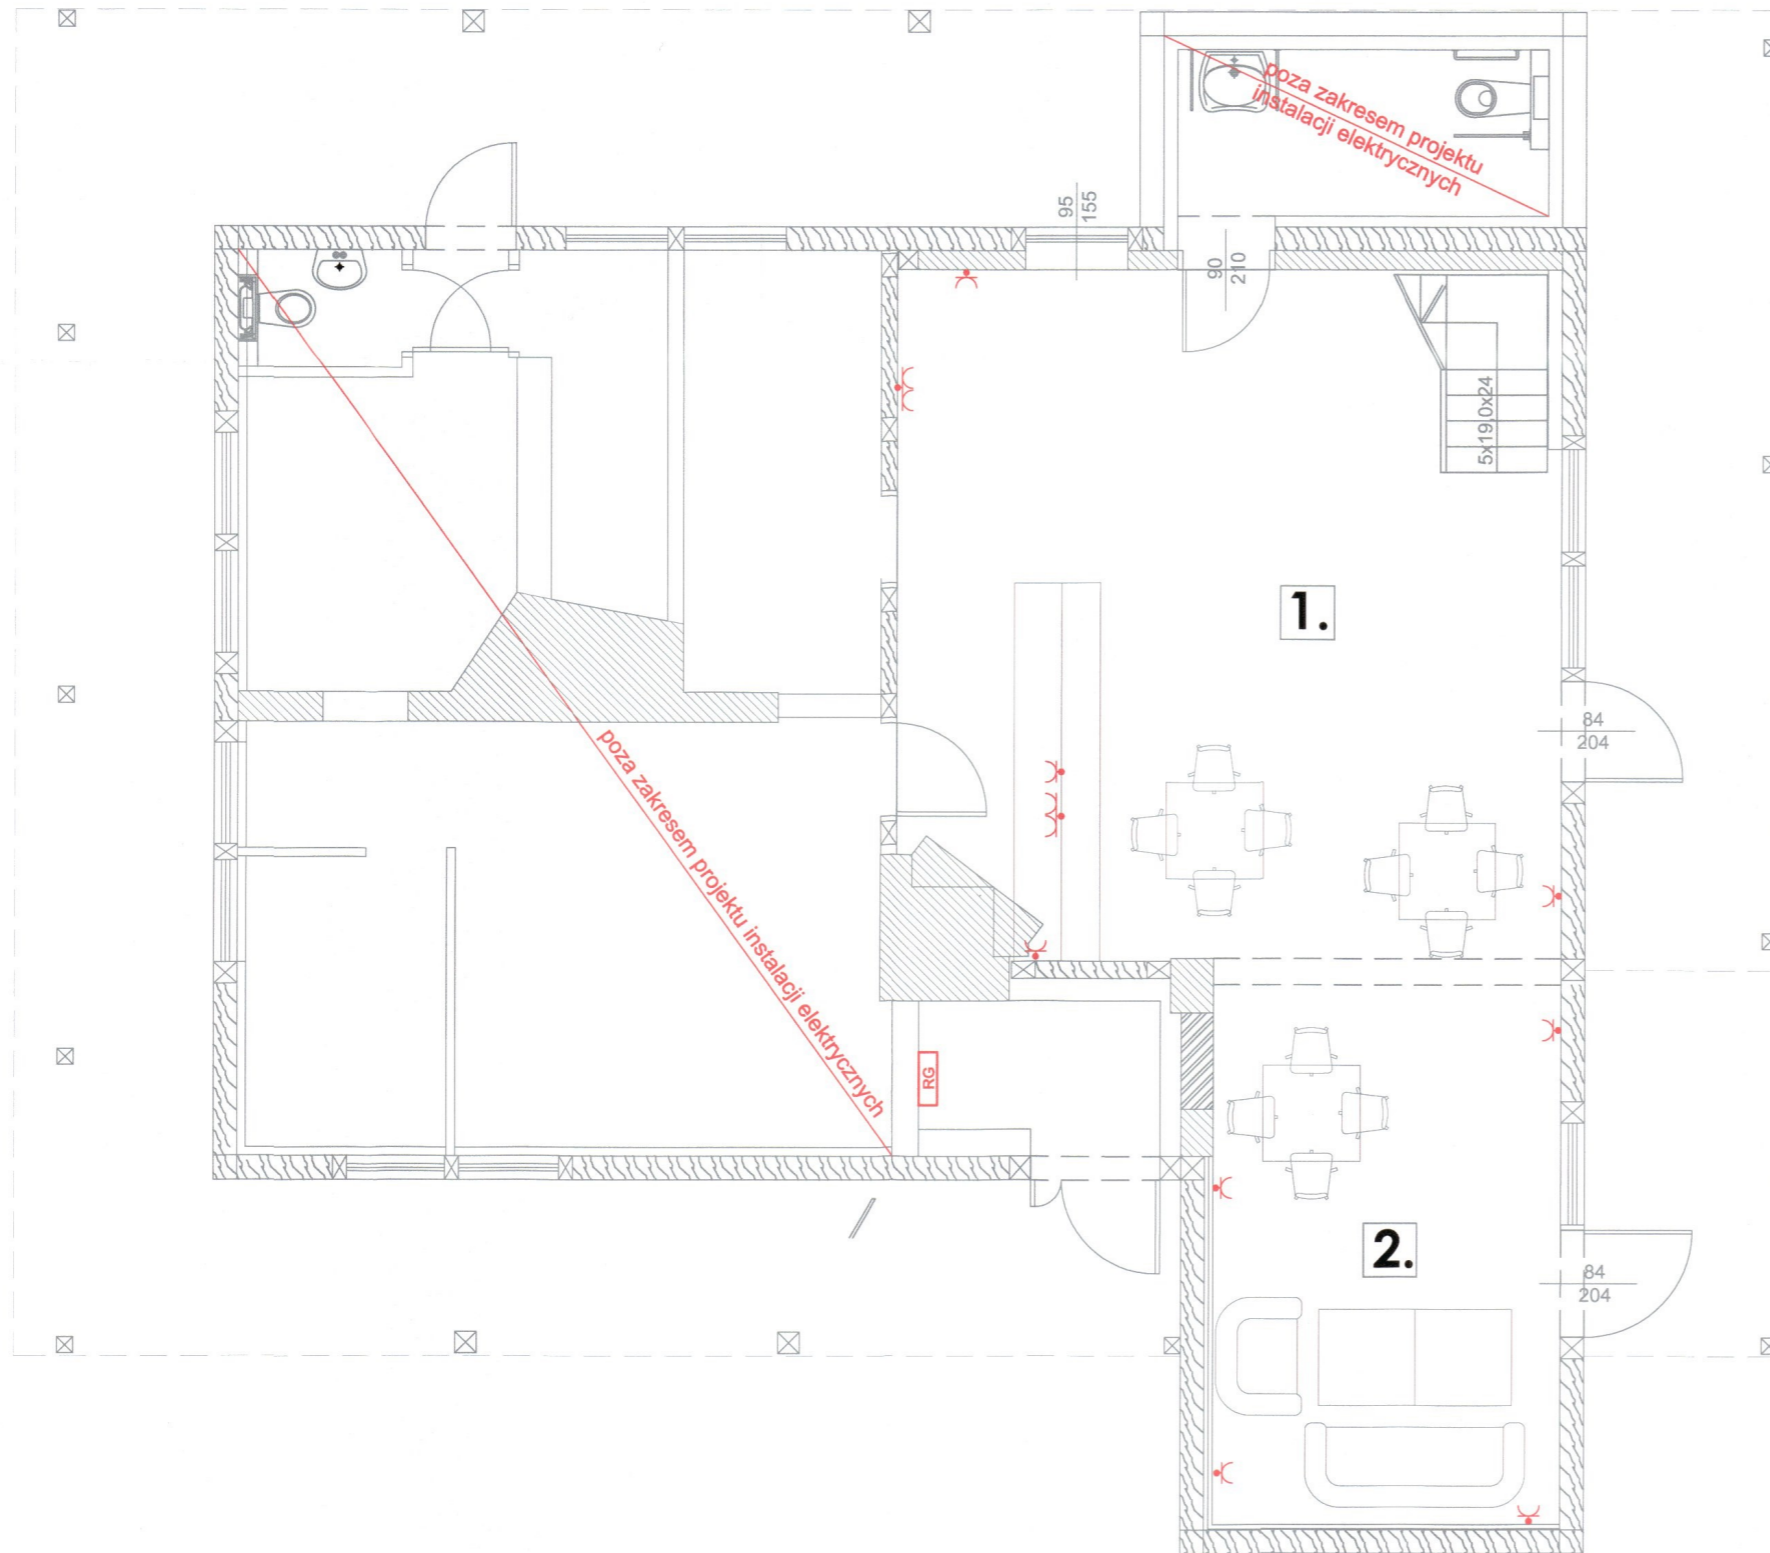 poza zakresem projektu
instalacji elektrycznych
95
155
90
210
5x19,0x24
1.
84
204
poza zakresem projektu instalacji elektrycznych
RG
2.
84
204